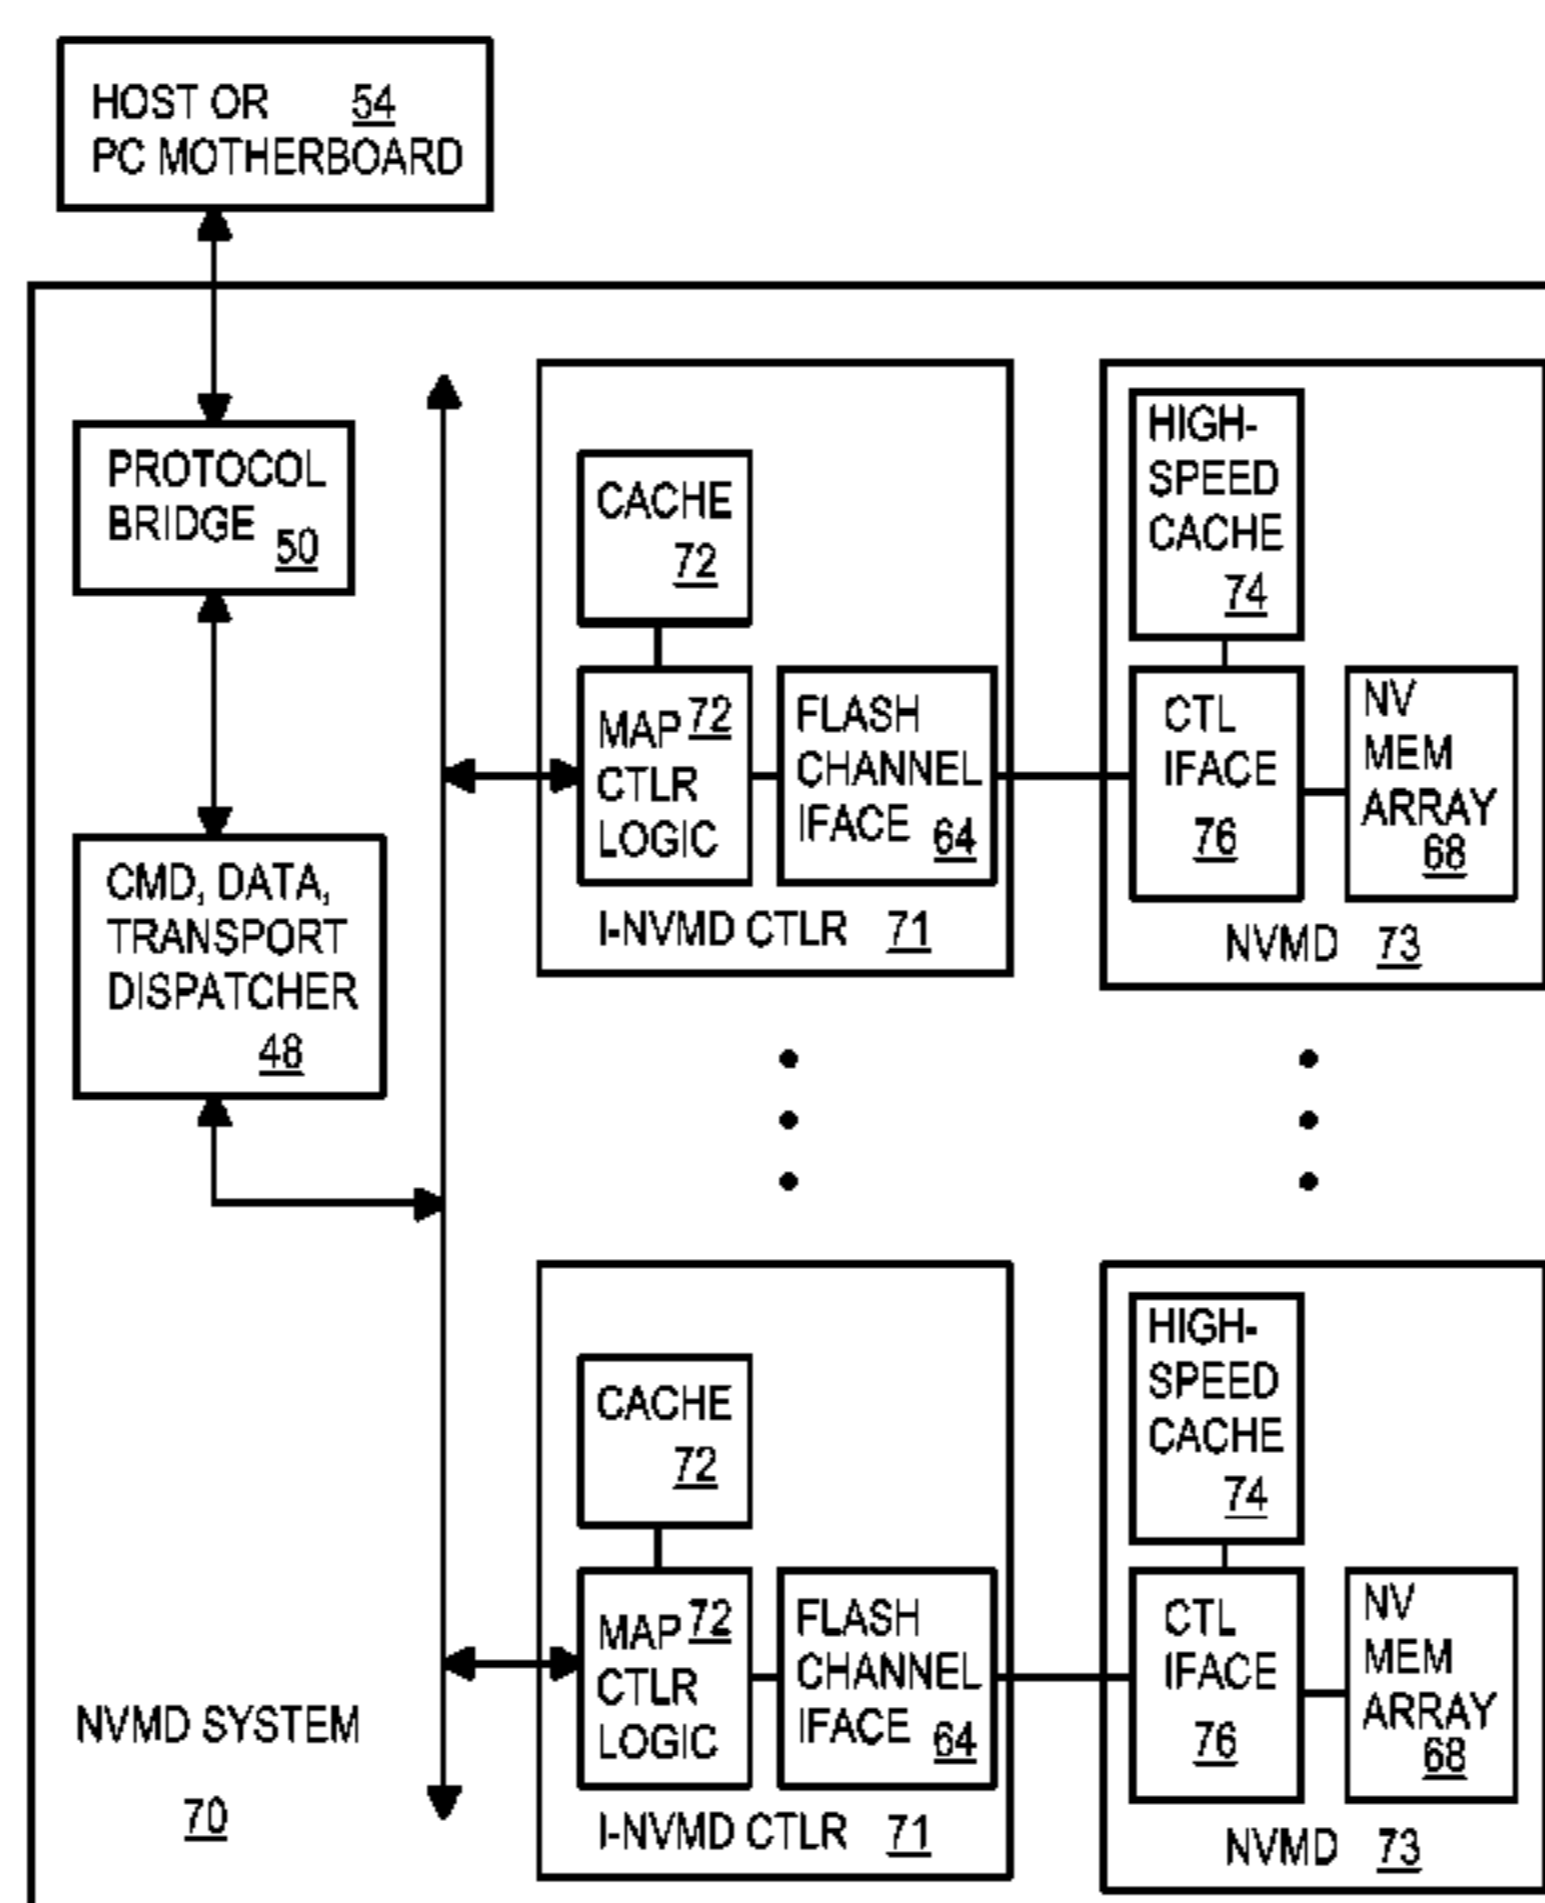 HOST OR 54
PC MOTHERBOARD
PROTOCOL
BRIDGE 50
CMD, DATA,
TRANSPORT
DISPATCHER
48
CACHE
72
MAP 72
CTLR
LOGIC
FLASH
CHANNEL
IFACE 64
I-NVMD CTLR 71
HIGH-
SPEED
CACHE
74
CTL
IFACE
76
NV
MEM
ARRAY
68
NVMD 73
CACHE
72
MAP 72
CTLR
LOGIC
FLASH
CHANNEL
IFACE 64
I-NVMD CTLR 71
HIGH-
SPEED
CACHE
74
CTL
IFACE
76
NV
MEM
ARRAY
68
NVMD 73
NVMD SYSTEM
70